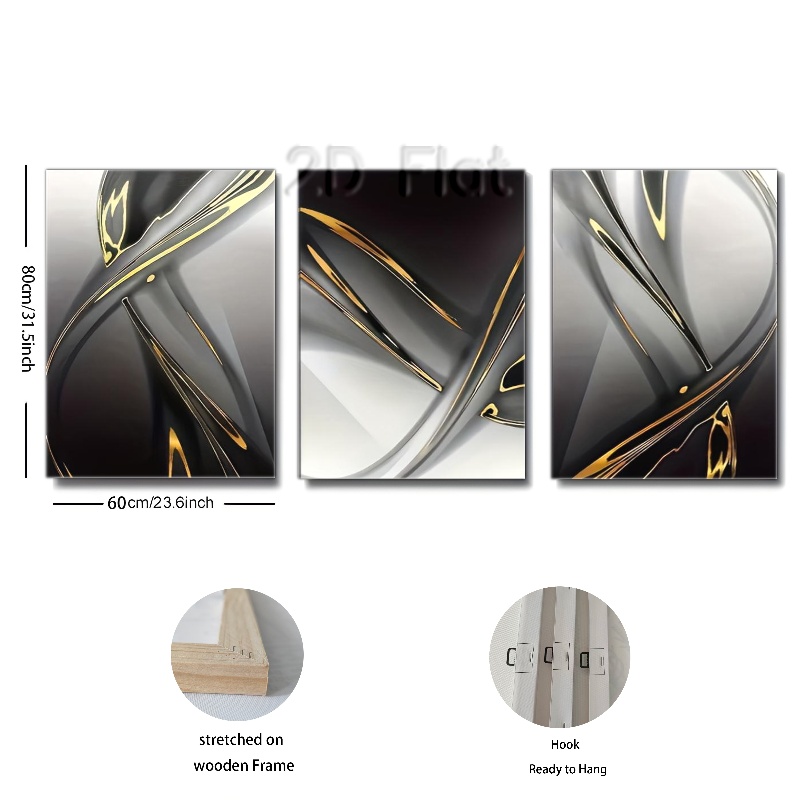 2D Flat
80cm/31.5inch
60cm/23.6inch
stretched on
wooden Frame
Hook
Ready to Hang